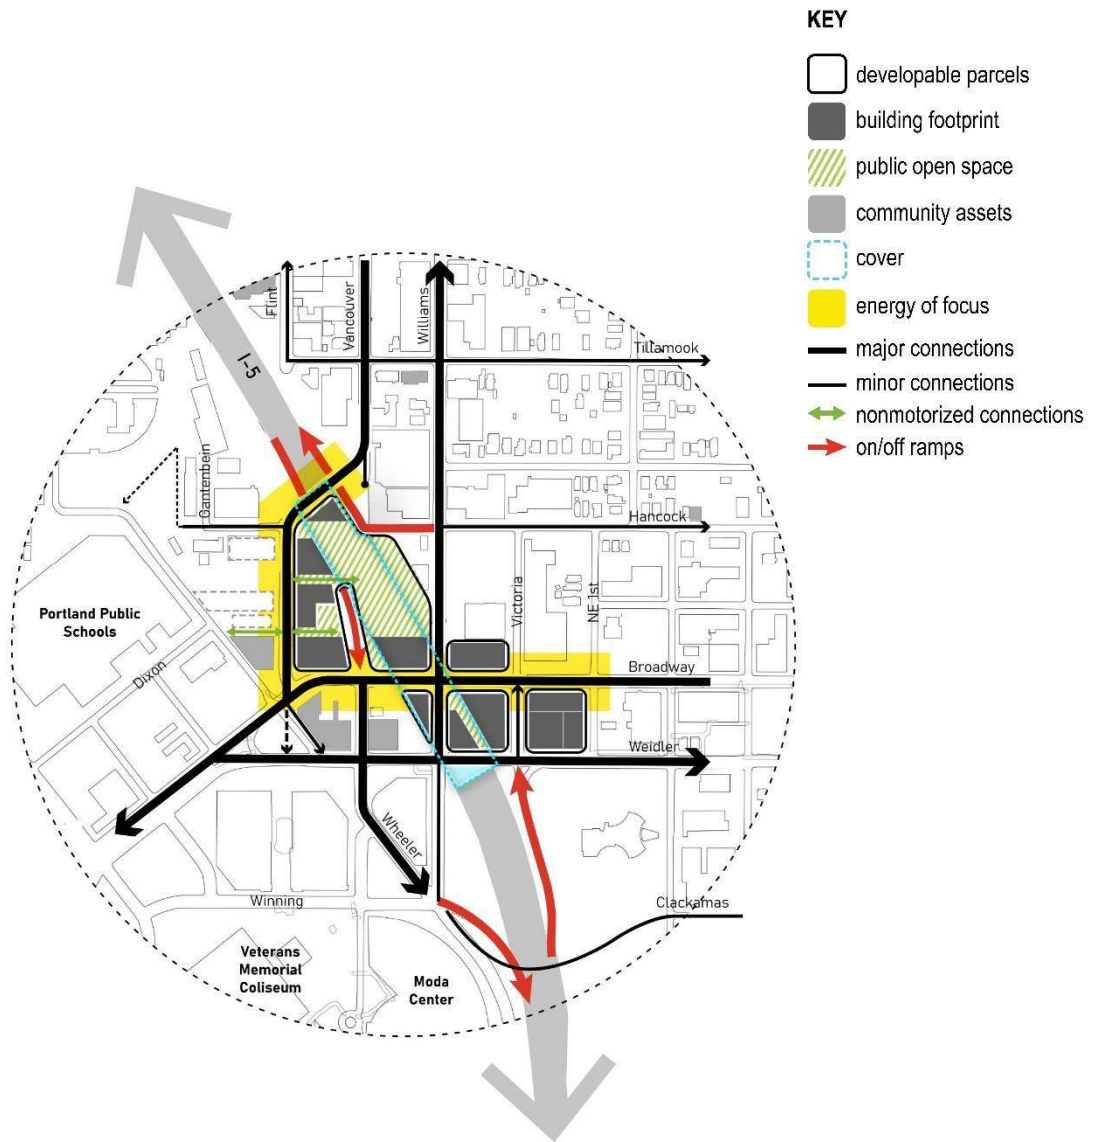 KEY
developable parcels
building footprint
public open space
community assets
cover
energy of focus
major connections
minor connections
nonmotorized connections
on/off ramps
Flint
Vancouver
Williams
Tillamook
I-5
Gantenbein
Hancock
Victoria
NE 1st
Portland Public
Schools
Dixon
Broadway
Weidler
Wheeler
Winning
Clackamas
Veterans
Memorial
Coliseum
Moda
Center